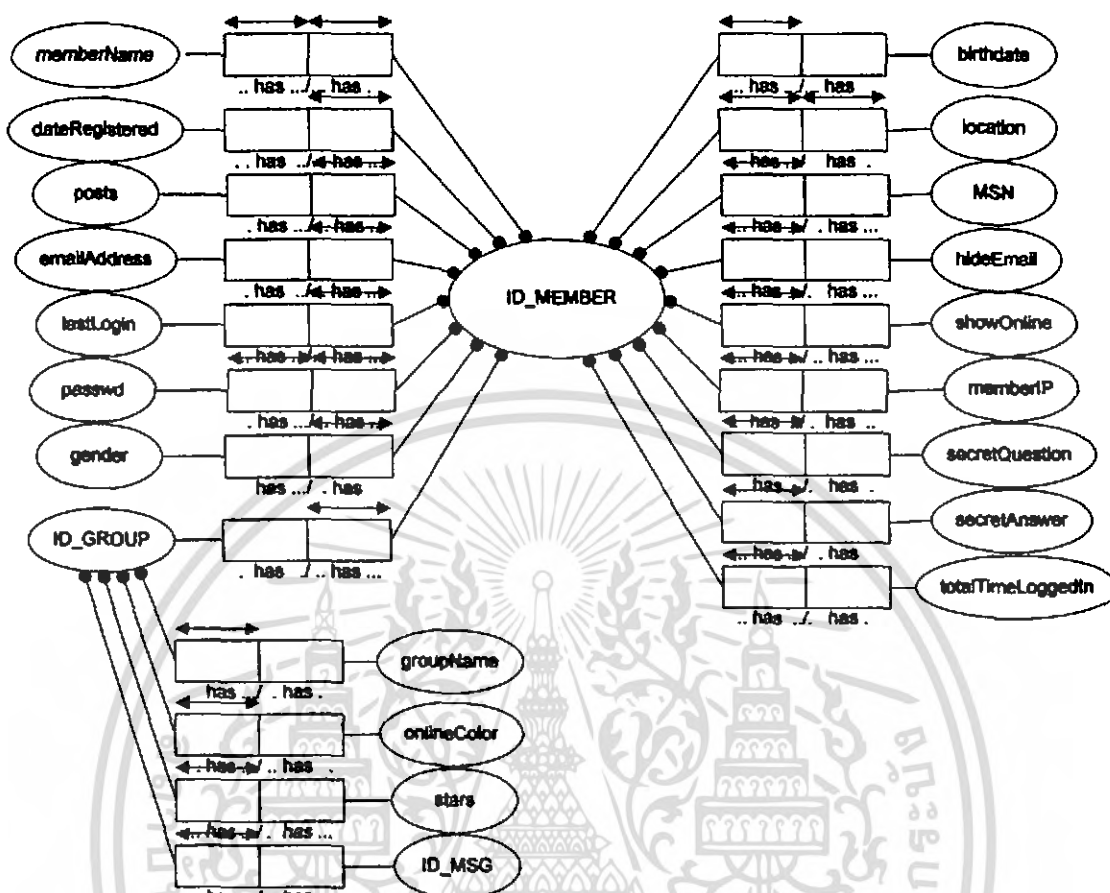 memberName
.. has .../ _ has .
dateRegistered
. . has .../ has ...
posts
. has .../ has .
emailAddress
. has .../ has ...
lastLogin
.. has .../ has ...
passwd
. has .../ has .
gender
has .../ . has
ID_GROUP
. has ../ .. has ...
ID_MEMBER
birthdate
.. has .../ . has
location
.. has ../ . has .
MSN
.. has ../ . has ...
hideEmail
.. has ../ . has ...
showOnline
.. has ../ .. has ...
memberIP
.. has ../ . has ..
secretQuestion
. has ../ . has .
secretAnswer
.. has ../ . has
totalTimeLoggedIn
.. has ../. has .
groupName
has ../ . has .
onlineColor
. has ../ .. has .
stars
.. has ../ . has ...
ID_MSG